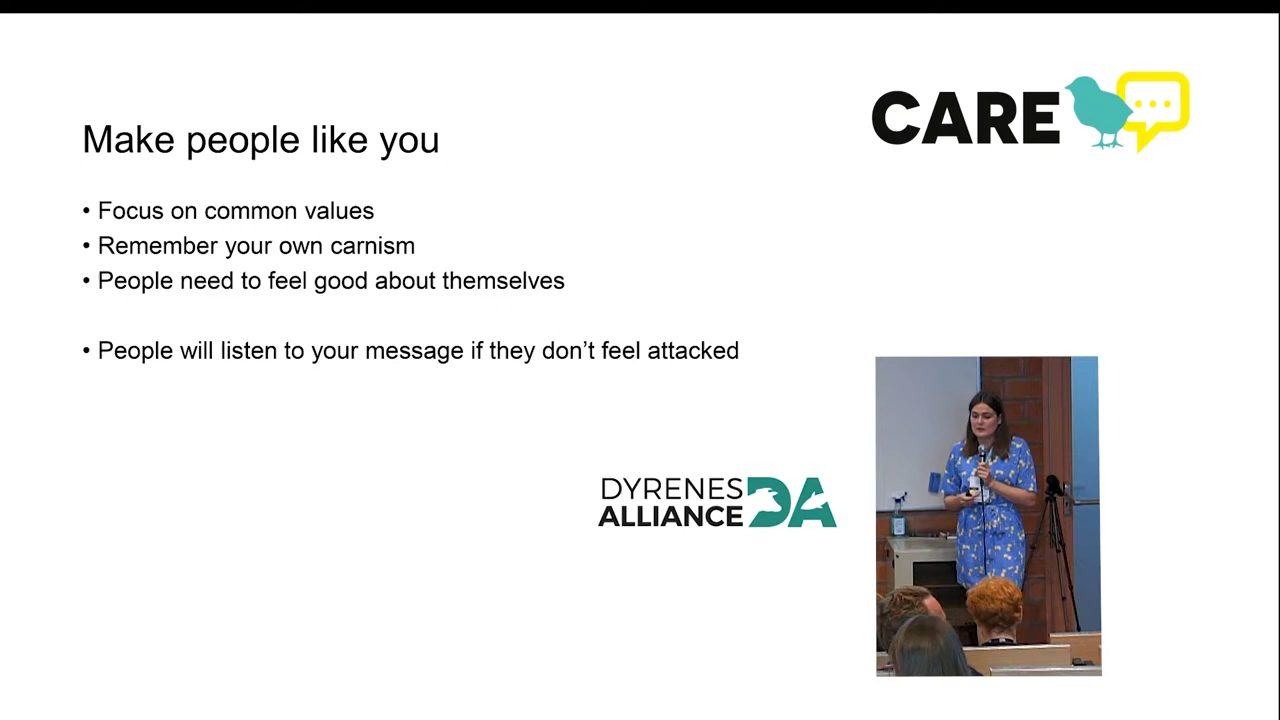 CARE
Make people like you
• Focus on common values
• Remember your own carnism
• People need to feel good about themselves
• People will listen to your message if they don’t feel attacked
DYRENES
ALLIANCE
DA